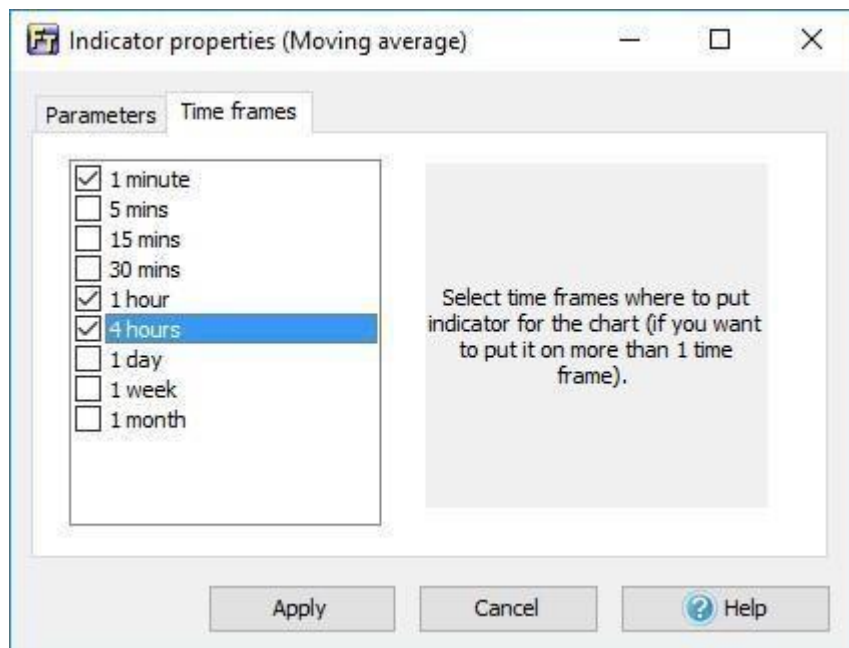 Indicator properties (Moving average)
Parameters
Time frames
1 minute
5 mins
15 mins
30 mins
1 hour
4 hours
1 day
1 week
1 month
Select time frames where to put
indicator for the chart (if you want
to put it on more than 1 time
frame).
Apply
Cancel
Help